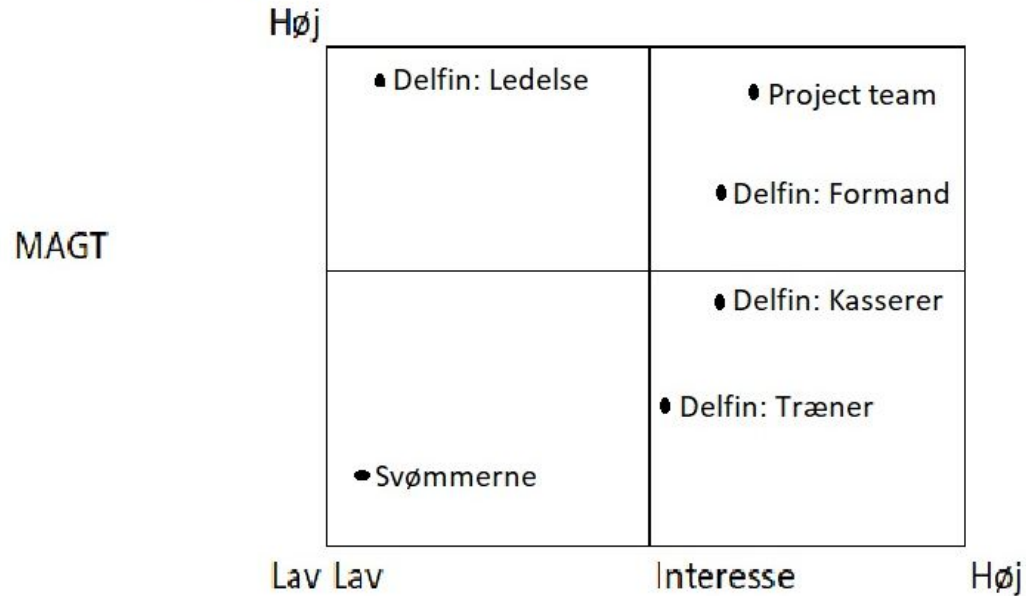 Høj
Delfin: Ledelse
Project team
Delfin: Formand
MAGT
Delfin: Kasserer
Delfin: Træner
Svømmerne
Lav Lav Interesse Høj